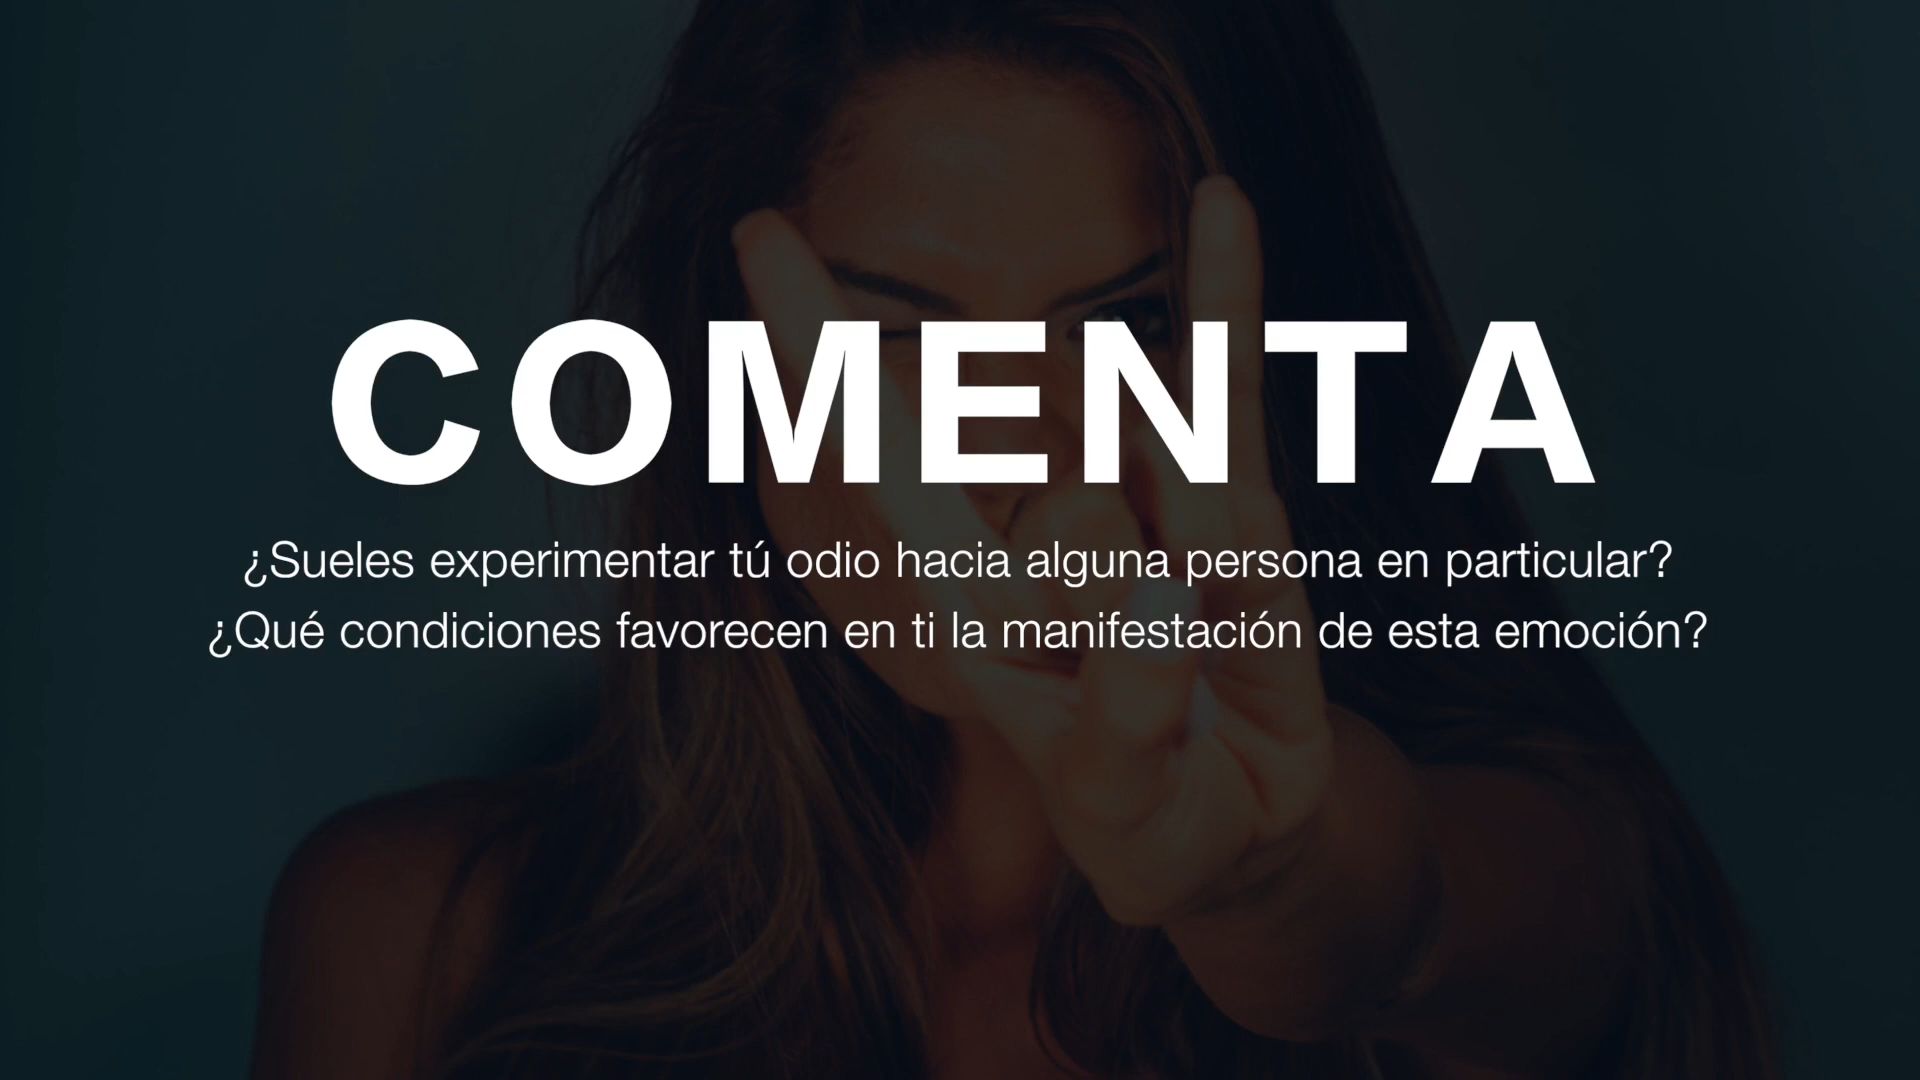 COMENTA
¿Sueles experimentar tú odio hacia alguna persona en particular?
¿Qué condiciones favorecen en ti la manifestación de esta emoción?